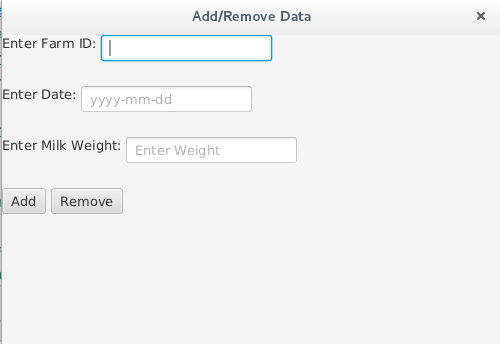 Add/Remove Data ×
Enter Farm ID:
Enter Date: yyyy-mm-dd
Enter Milk Weight: Enter Weight
Add Remove